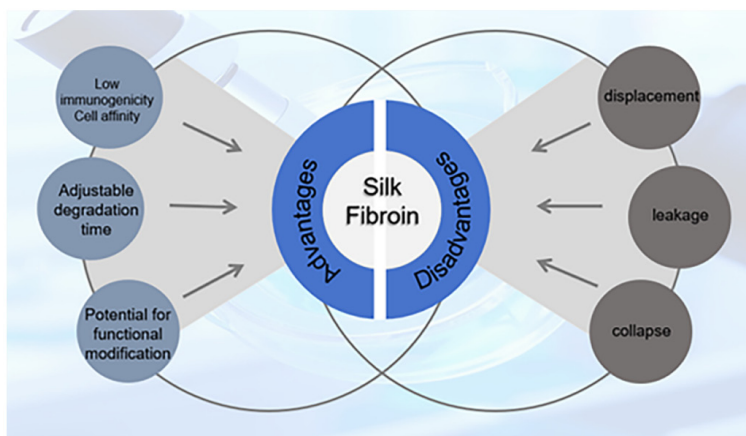 Low
immunogenicity
Cell affinity
Adjustable
degradation
time
Potential for
functional
modification
Advantages
Silk
Fibroin
Disadvantages
displacement
leakage
collapse